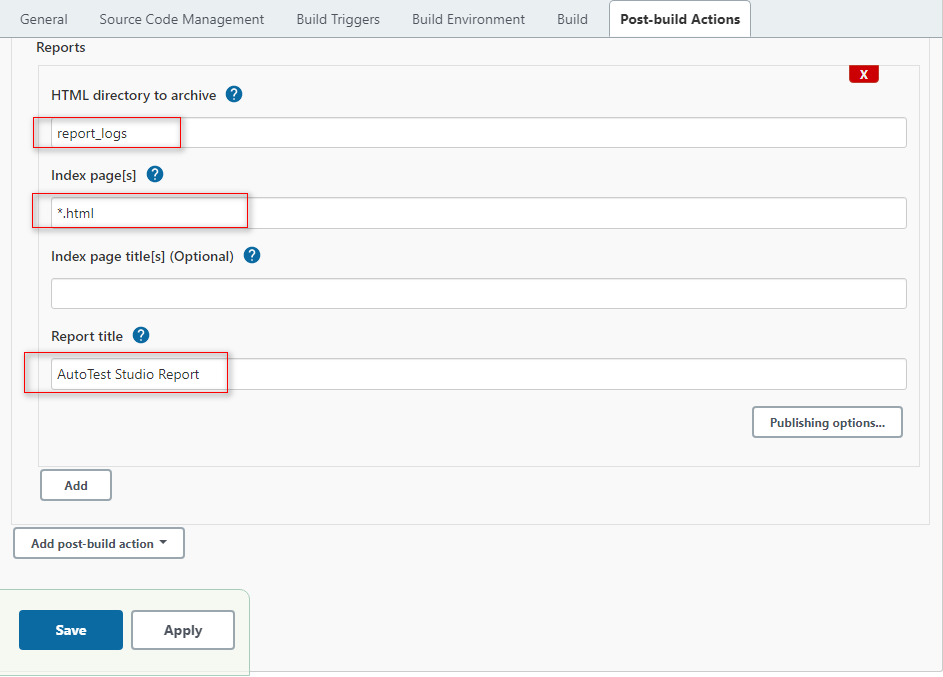 General Source Code Management Build Triggers Build Environment Build Post-build Actions
Reports
X
HTML directory to archive ?
report_logs
Index page[s] ?
*.html
Index page title[s] (Optional) ?
Report title ?
AutoTest Studio Report
Publishing options...
Add
Add post-build action
Save Apply